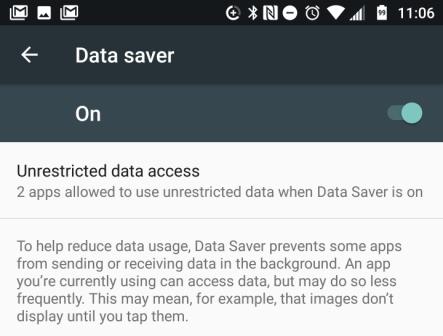 99 11:06
Data saver
On
Unrestricted data access
2 apps allowed to use unrestricted data when Data Saver is on
To help reduce data usage, Data Saver prevents some apps
from sending or receiving data in the background. An app
you’re currently using can access data, but may do so less
frequently. This may mean, for example, that images don’t
display until you tap them.